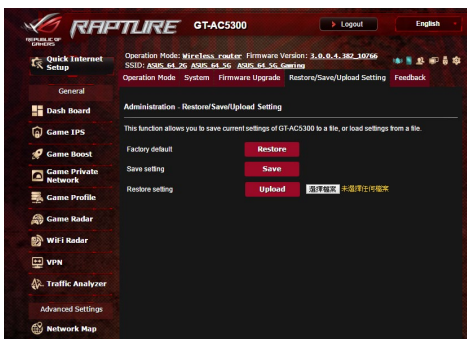 REPUBLIC OF
GAMERS
RAPTURE GT-AC5300 Logout English
Quick Internet
Setup
Operation Mode: Wireless router Firmware Version: 3.0.0.4.382_10766
SSID: ASUS_64_2G ASUS_64_5G ASUS_64_5G_Gaming
Operation Mode System Firmware Upgrade Restore/Save/Upload Setting Feedback
General
Dash Board
Game IPS
Game Boost
Game Private
Network
Game Profile
Game Radar
WiFi Radar
VPN
Traffic Analyzer
Advanced Settings
Network Map
Administration - Restore/Save/Upload Setting
This function allows you to save current settings of GT-AC5300 to a file, or load settings from a file.
Factory default Restore
Save setting Save
Restore setting Upload 選擇檔案 未選擇任何檔案